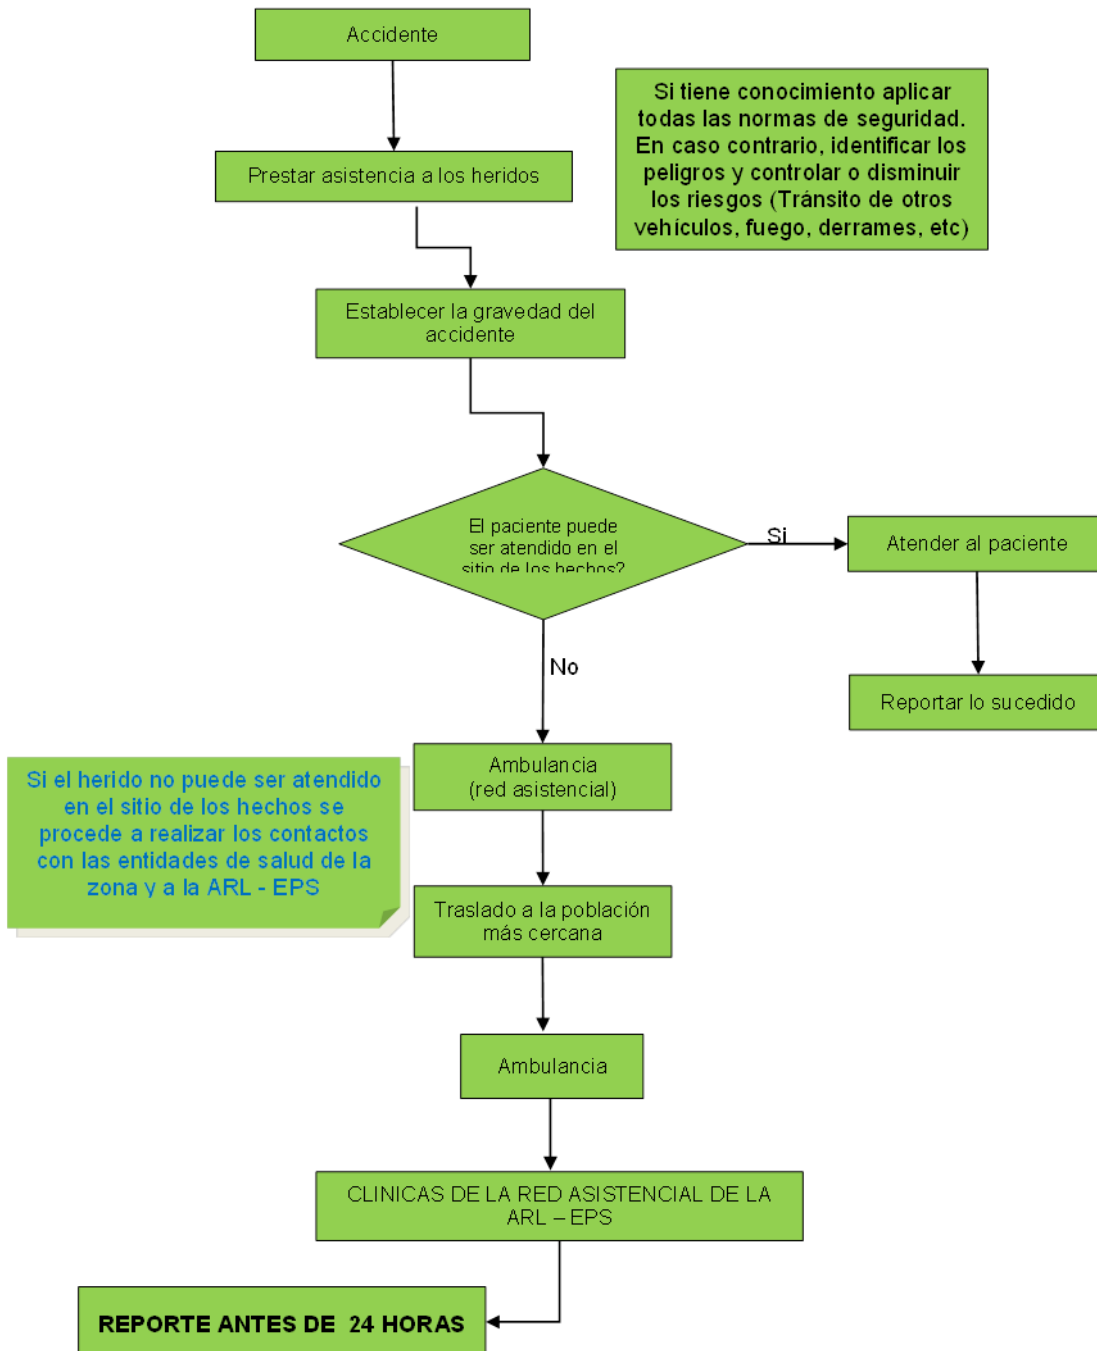 Accidente
Si tiene conocimiento aplicar
todas las normas de seguridad.
En caso contrario, identificar los
peligros y controlar o disminuir
los riesgos (Tránsito de otros
vehículos, fuego, derrames, etc)
Prestar asistencia a los heridos
Establecer la gravedad del
accidente
El paciente puede
ser atendido en el
sitio de los hechos?
Si
Atender al paciente
No
Reportar lo sucedido
Ambulancia
(red asistencial)
Si el herido no puede ser atendido
en el sitio de los hechos se
procede a realizar los contactos
con las entidades de salud de la
zona y a la ARL - EPS
Traslado a la población
más cercana
Ambulancia
CLINICAS DE LA RED ASISTENCIAL DE LA
ARL – EPS
REPORTE ANTES DE 24 HORAS